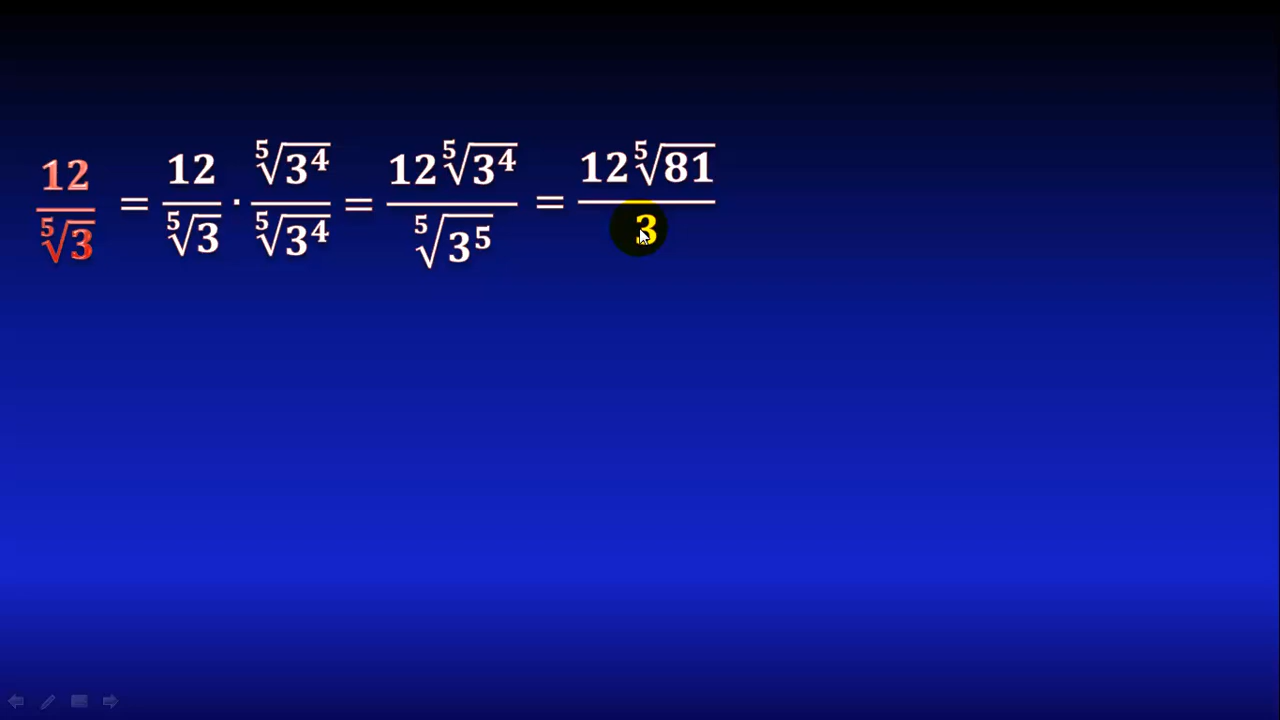 12/⁵√3 = 12/⁵√3 · ⁵√3⁴/⁵√3⁴ = 12⁵√3⁴/⁵√3⁵ = 12⁵√81/3